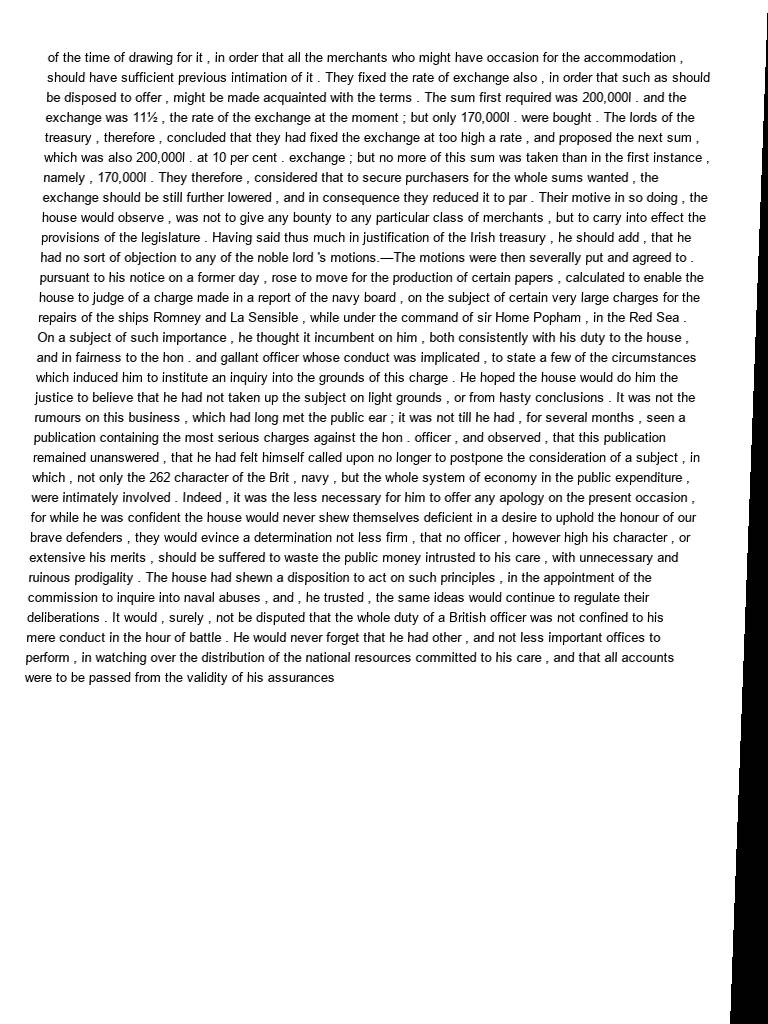 of the time of drawing for it , in order that all the merchants who might have occasion for the accommodation ,
should have sufficient previous intimation of it . They fixed the rate of exchange also , in order that such as should
be disposed to offer , might be made acquainted with the terms . The sum first required was 200,000l . and the
exchange was 11½ , the rate of the exchange at the moment ; but only 170,000l . were bought . The lords of the
treasury , therefore , concluded that they had fixed the exchange at too high a rate , and proposed the next sum ,
which was also 200,000l . at 10 per cent . exchange ; but no more of this sum was taken than in the first instance ,
namely , 170,000l . They therefore , considered that to secure purchasers for the whole sums wanted , the
exchange should be still further lowered , and in consequence they reduced it to par . Their motive in so doing , the
house would observe , was not to give any bounty to any particular class of merchants , but to carry into effect the
provisions of the legislature . Having said thus much in justification of the Irish treasury , he should add , that he
had no sort of objection to any of the noble lord 's motions.—The motions were then severally put and agreed to .
pursuant to his notice on a former day , rose to move for the production of certain papers , calculated to enable the
house to judge of a charge made in a report of the navy board , on the subject of certain very large charges for the
repairs of the ships Romney and La Sensible , while under the command of sir Home Popham , in the Red Sea .
On a subject of such importance , he thought it incumbent on him , both consistently with his duty to the house ,
and in fairness to the hon . and gallant officer whose conduct was implicated , to state a few of the circumstances
which induced him to institute an inquiry into the grounds of this charge . He hoped the house would do him the
justice to believe that he had not taken up the subject on light grounds , or from hasty conclusions . It was not the
rumours on this business , which had long met the public ear ; it was not till he had , for several months , seen a
publication containing the most serious charges against the hon . officer , and observed , that this publication
remained unanswered , that he had felt himself called upon no longer to postpone the consideration of a subject , in
which , not only the 262 character of the Brit , navy , but the whole system of economy in the public expenditure ,
were intimately involved . Indeed , it was the less necessary for him to offer any apology on the present occasion ,
for while he was confident the house would never shew themselves deficient in a desire to uphold the honour of our
brave defenders , they would evince a determination not less firm , that no officer , however high his character , or
extensive his merits , should be suffered to waste the public money intrusted to his care , with unnecessary and
ruinous prodigality . The house had shewn a disposition to act on such principles , in the appointment of the
commission to inquire into naval abuses , and , he trusted , the same ideas would continue to regulate their
deliberations . It would , surely , not be disputed that the whole duty of a British officer was not confined to his
mere conduct in the hour of battle . He would never forget that he had other , and not less important offices to
perform , in watching over the distribution of the national resources committed to his care , and that all accounts
were to be passed from the validity of his assurances